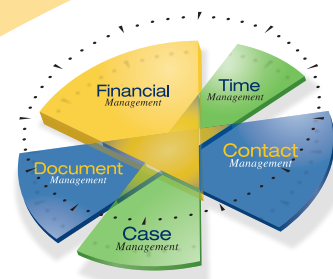 Financial
Management
Time
Management
Contact
Management
Document
Management
Case
Management